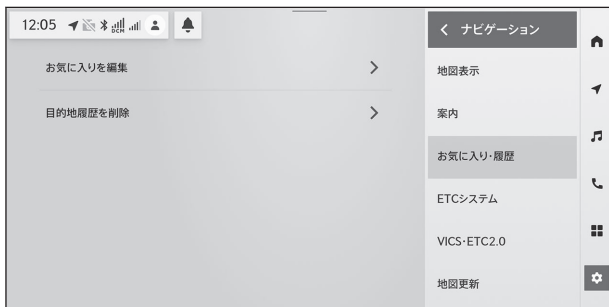 12:05 DCM
お気に入りを編集
目的地履歴を削除
ナビゲーション
地図表示
案内
お気に入り・履歴
ETCシステム
VICS・ETC2.0
地図更新